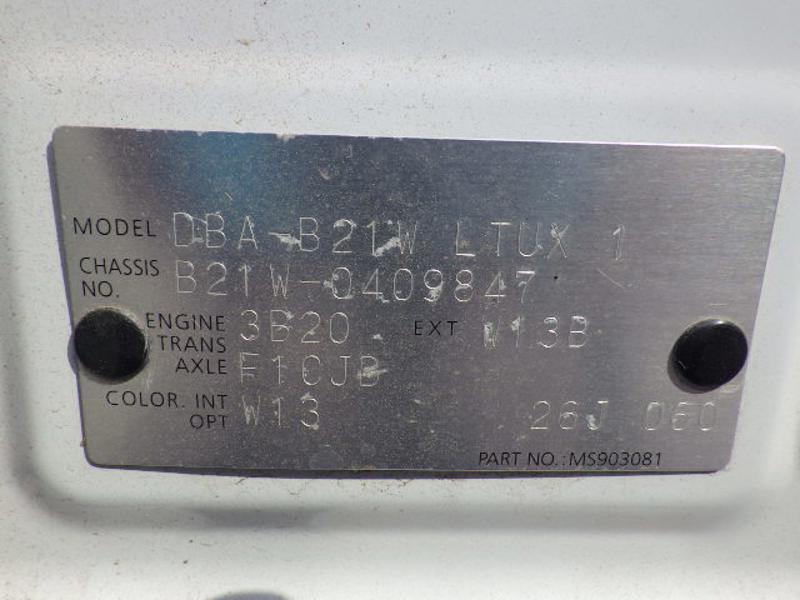 MODEL DBA-B21W LTUX 1
CHASSIS NO. B21W-0409847
ENGINE 3B20 EXT W13B
TRANS AXLE F1CJB
COLOR. INT OPT W13 26J 060
PART NO.: MS903081